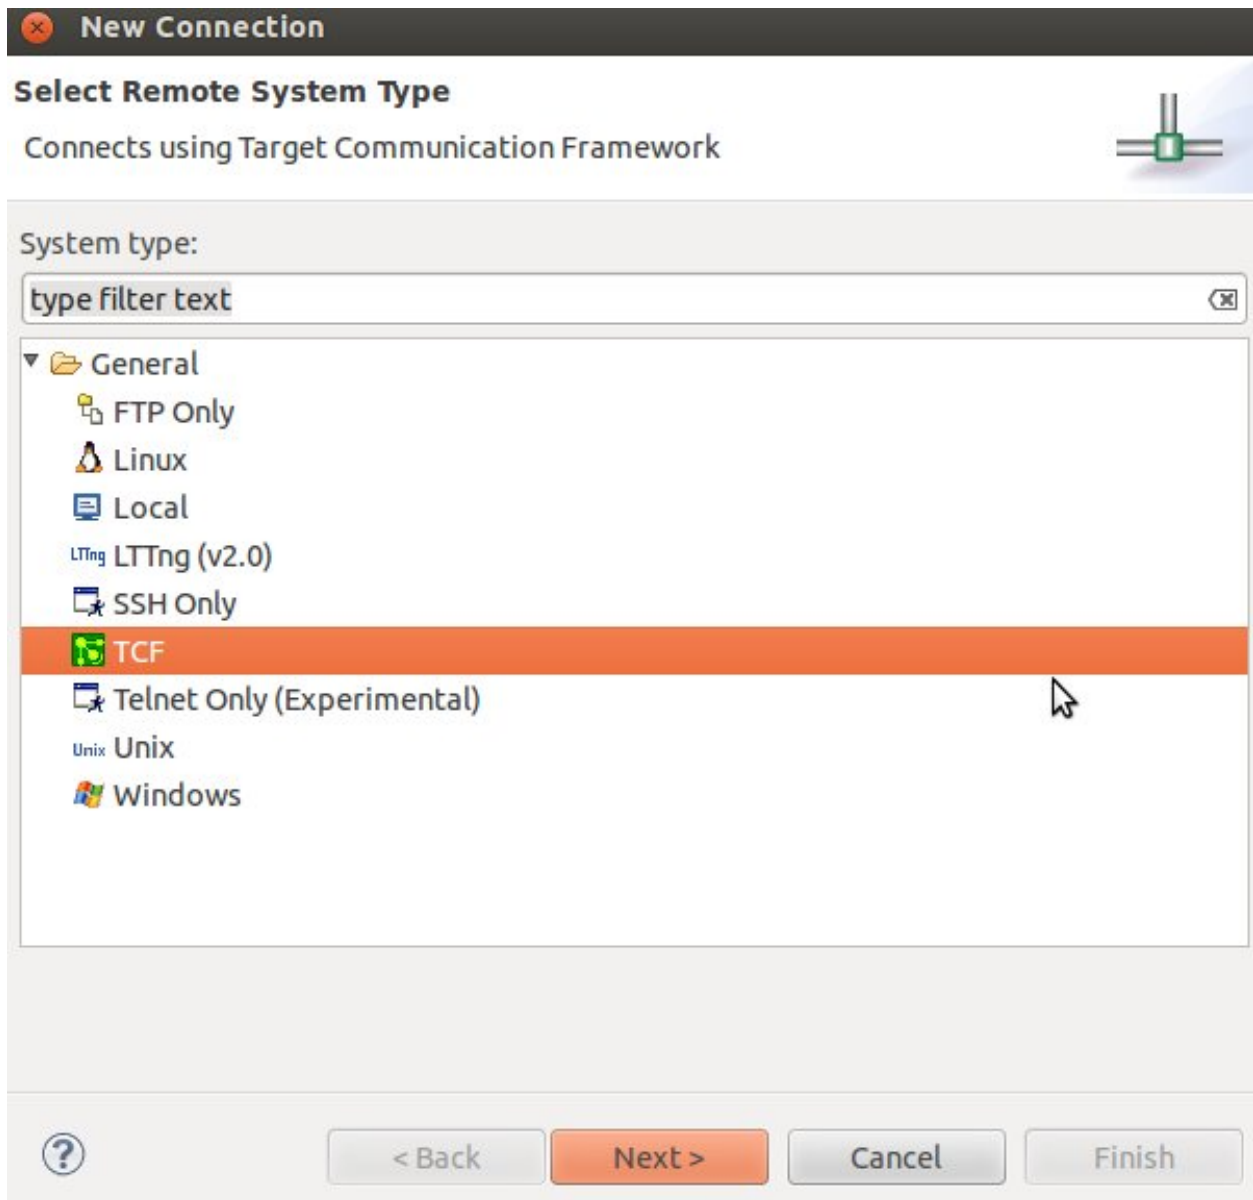 New Connection
Select Remote System Type
Connects using Target Communication Framework
System type:
type filter text
General
FTP Only
Linux
Local
LTTng LTTng (v2.0)
SSH Only
TCF
Telnet Only (Experimental)
Unix Unix
Windows
? < Back Next > Cancel Finish